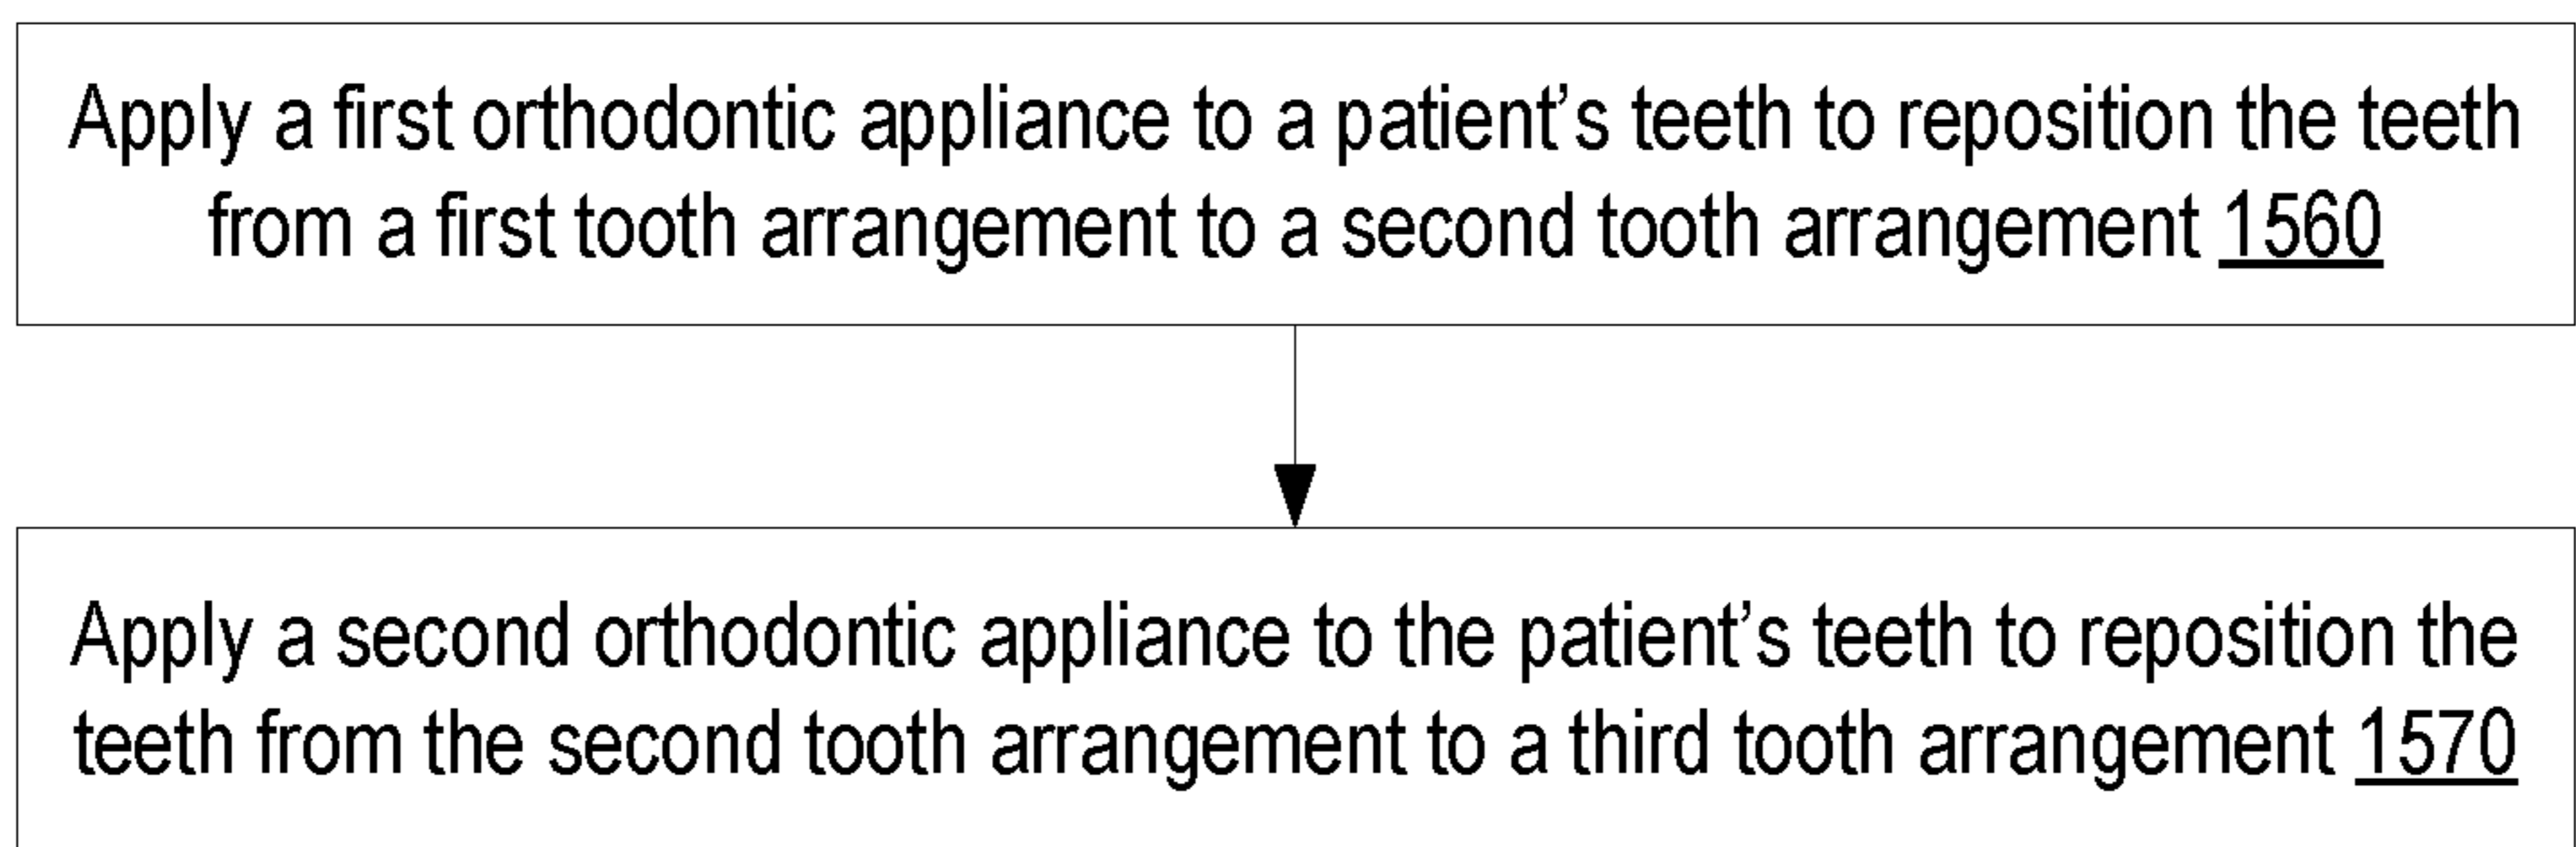 Apply a first orthodontic appliance to a patient’s teeth to reposition the teeth
from a first tooth arrangement to a second tooth arrangement 1560
Apply a second orthodontic appliance to the patient’s teeth to reposition the
teeth from the second tooth arrangement to a third tooth arrangement 1570